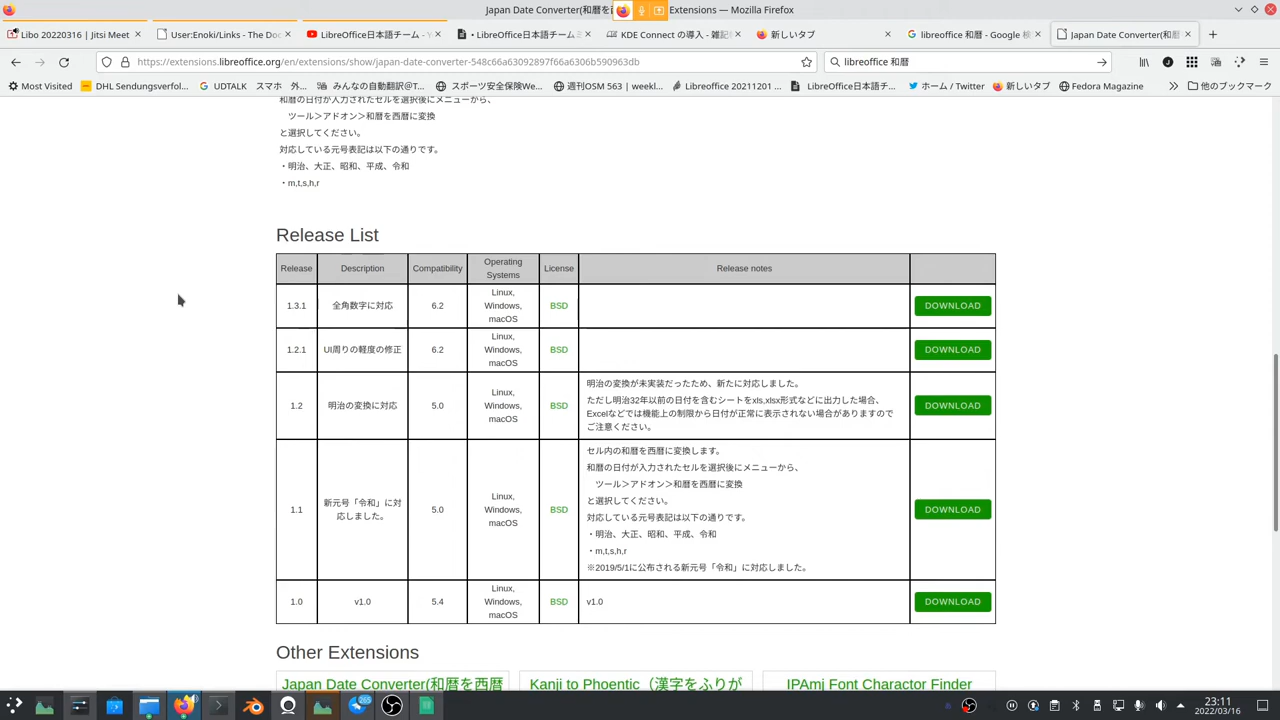 Japan Date Converter(和暦を西 Extensions — Mozilla Firefox
Libo 20220316 | Jitsi Meet
User:Enoki/Links - The Doc
LibreOffice日本語チーム - Y
• LibreOffice日本語チームミ
KDE Connect の導入 - 雑記
新しいタブ
libreoffice 和暦 - Google 検
Japan Date Converter(和暦
https://extensions.libreoffice.org/en/extensions/show/japan-date-converter-548c66a63092897f66a6306b590963db
libreoffice 和暦
Most Visited
DHL Sendungsverfol...
UDTALK スマホ 外...
みんなの自動翻訳@T...
スポーツ安全保険We...
週刊OSM 563 | weekl...
Libreoffice 20211201 ...
LibreOffice日本語チ...
ホーム / Twitter
新しいタブ
Fedora Magazine
他のブックマーク
和暦の日付が入力されたセルを選択後にメニューから、
ツール＞アドオン＞和暦を西暦に変換
と選択してください。
対応している元号表記は以下の通りです。
・明治、大正、昭和、平成、令和
・m,t,s,h,r
Release List
Release Description Compatibility Operating Systems License Release notes
1.3.1 全角数字に対応 6.2 Linux, Windows, macOS BSD DOWNLOAD
1.2.1 UI周りの軽度の修正 6.2 Linux, Windows, macOS BSD DOWNLOAD
1.2 明治の変換に対応 5.0 Linux, Windows, macOS BSD
明治の変換が未実装だったため、新たに対応しました。
ただし明治32年以前の日付を含むシートをxls,xlsx形式などに出力した場合、
Excelなどでは機能上の制限から日付が正常に表示されない場合がありますので
ご注意ください。
DOWNLOAD
1.1 新元号「令和」に対応しました。 5.0 Linux, Windows, macOS BSD
セル内の和暦を西暦に変換します。
和暦の日付が入力されたセルを選択後にメニューから、
ツール＞アドオン＞和暦を西暦に変換
と選択してください。
対応している元号表記は以下の通りです。
・明治、大正、昭和、平成、令和
・m,t,s,h,r
※2019/5/1に公布される新元号「令和」に対応しました。
DOWNLOAD
1.0 v1.0 5.4 Linux, Windows, macOS BSD v1.0 DOWNLOAD
Other Extensions
Japan Date Converter(和暦を西暦
Kanji to Phoentic（漢字をふりが
IPAmj Font Charactor Finder
265
23:11
2022/03/16